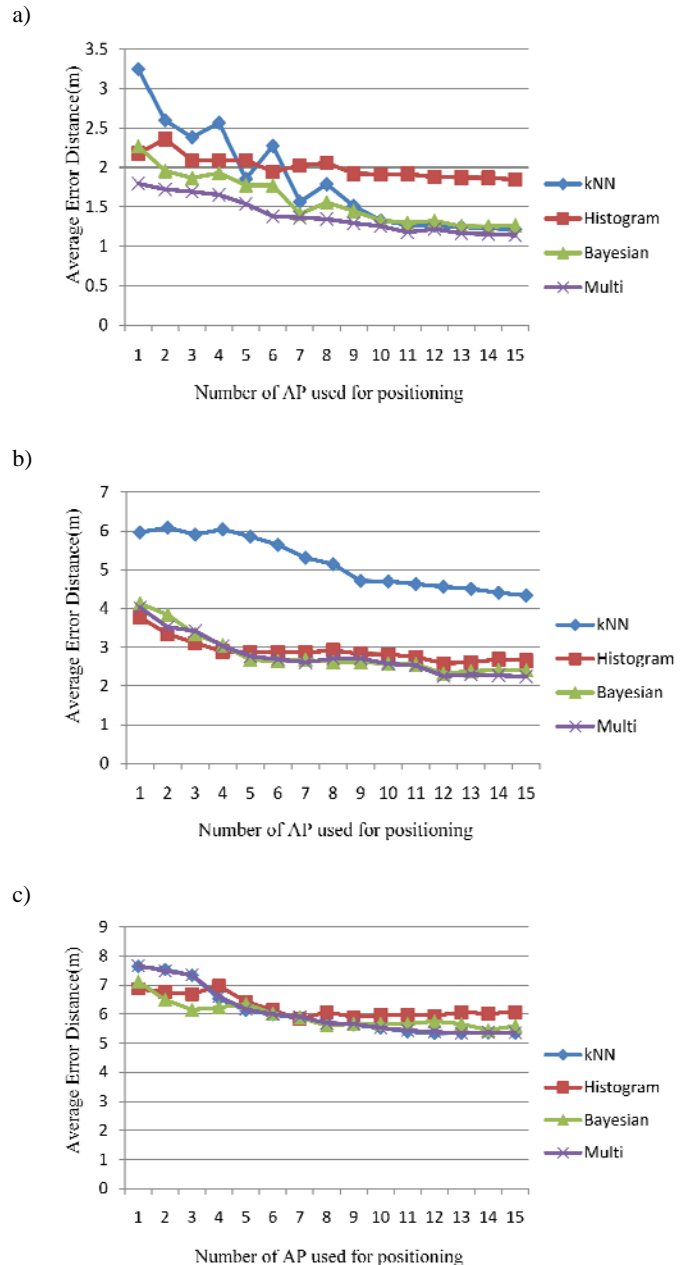 a)
3.5
3
2.5
2
1.5
1
0.5
0
Average Error Distance(m)
1 2 3 4 5 6 7 8 9 10 11 12 13 14 15
Number of AP used for positioning
kNN
Histogram
Bayesian
Multi
b)
7
6
5
4
3
2
1
0
Average Error Distance(m)
1 2 3 4 5 6 7 8 9 10 11 12 13 14 15
Number of AP used for positioning
kNN
Histogram
Bayesian
Multi
c)
9
8
7
6
5
4
3
2
1
0
Average Error Distance(m)
1 2 3 4 5 6 7 8 9 10 11 12 13 14 15
Number of AP used for positioning
kNN
Histogram
Bayesian
Multi